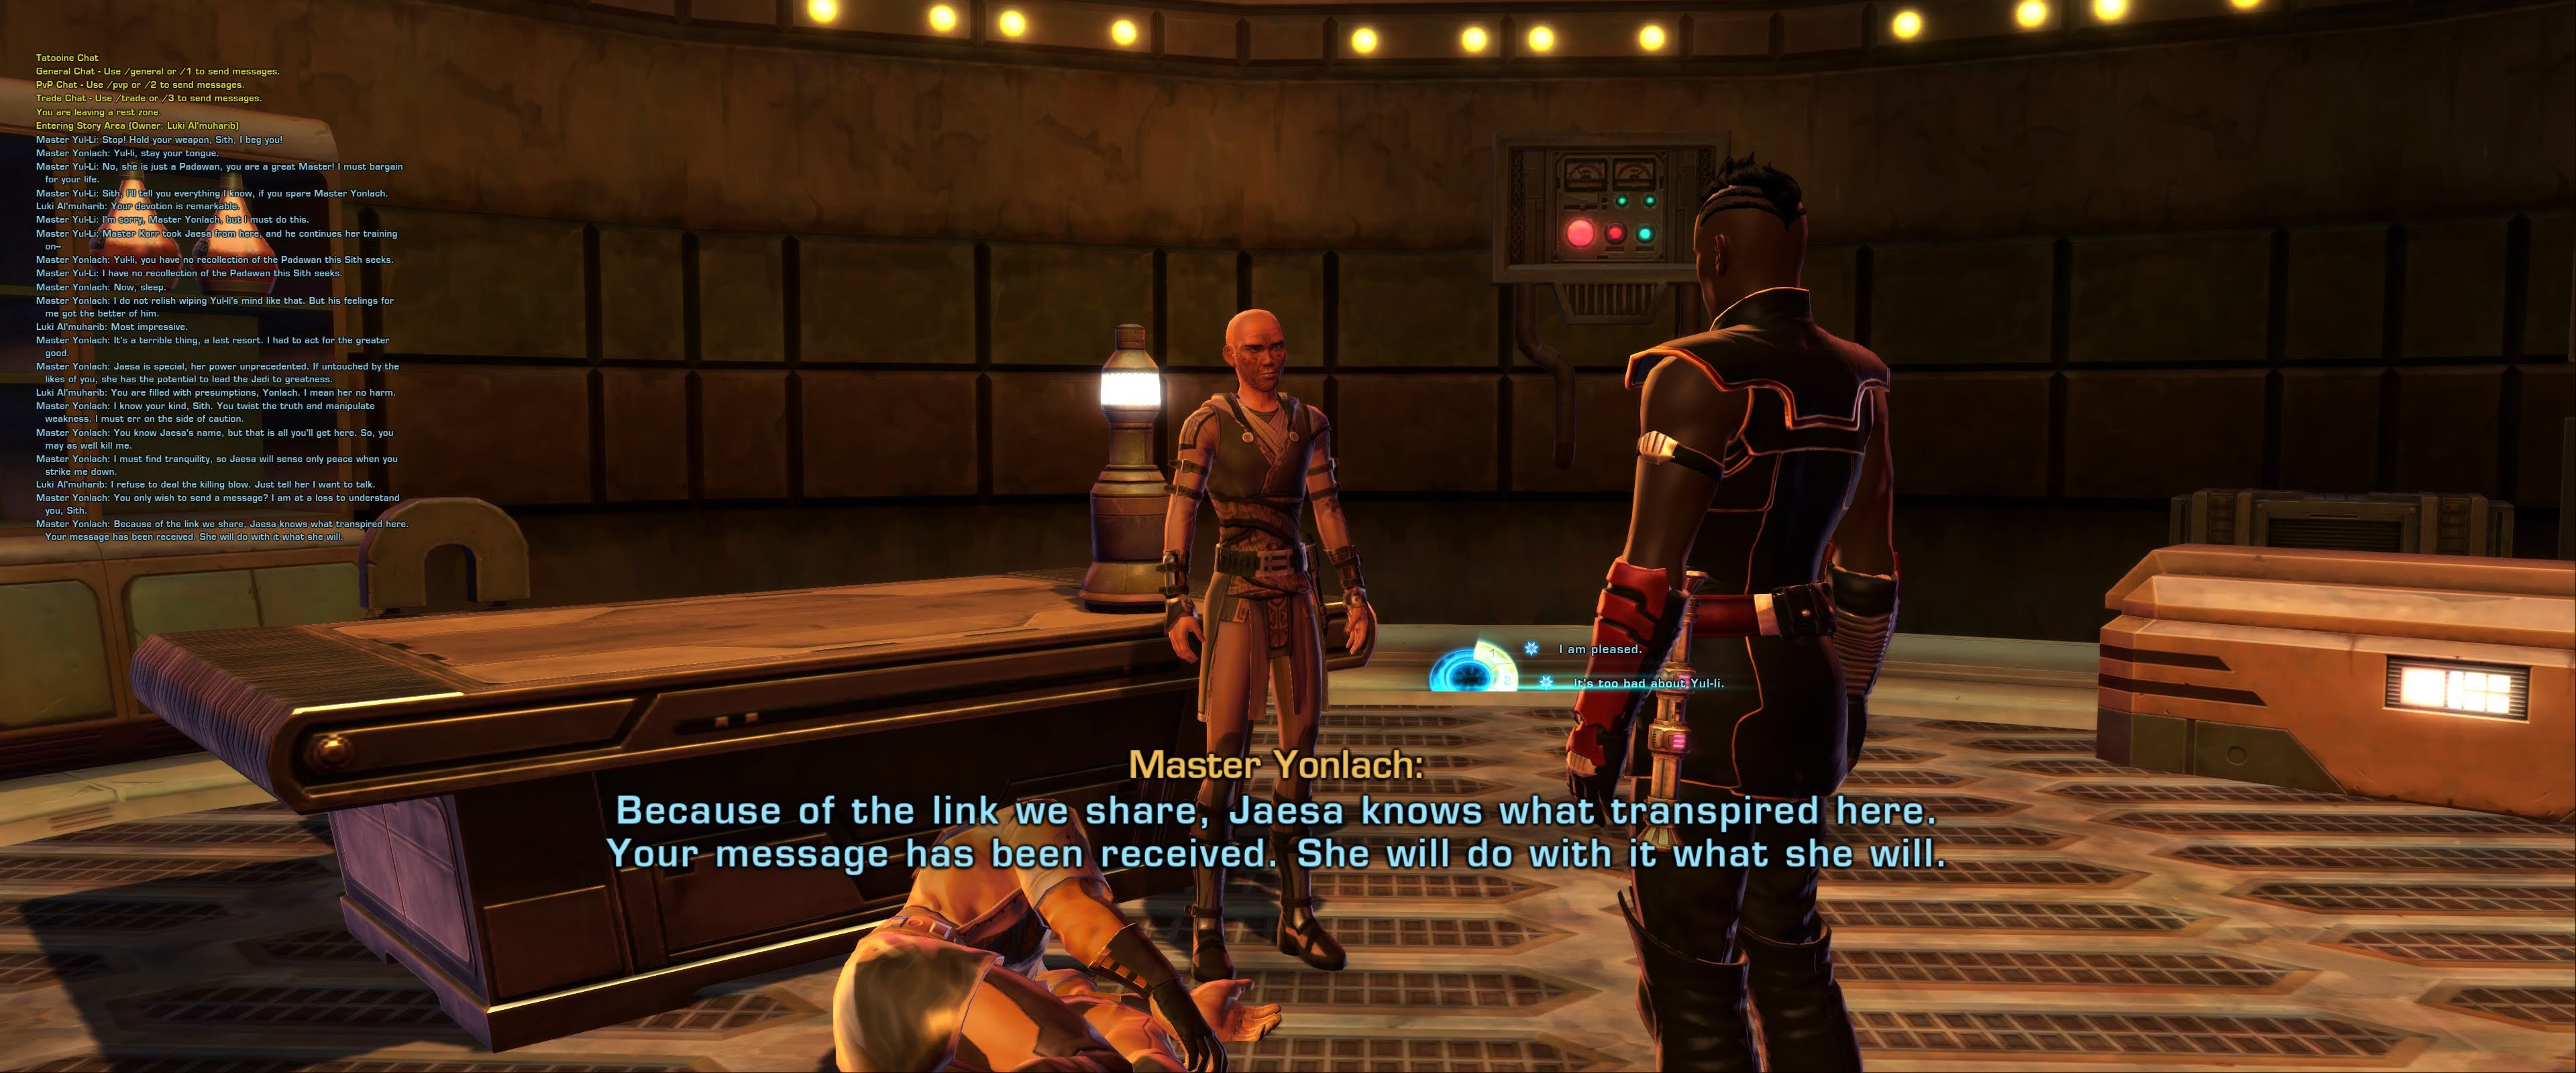 Tatooine Chat
General Chat - Use /general or /1 to send messages.
PvP Chat - Use /pvp or /2 to send messages.
Trade Chat - Use /trade or /3 to send messages.
You are leaving a rest zone.
Entering Story Area (Owner: Luki Al'muharib)
Master Yul-Li: Stop! Hold your weapon, Sith, I beg you!
Master Yonlach: Yul-li, stay your tongue.
Master Yul-Li: No, she is just a Padawan, you are a great Master! I must bargain
for your life.
Master Yul-Li: Sith, I'll tell you everything I know, if you spare Master Yonlach.
Luki Al'muharib: Your devotion is remarkable.
Master Yul-Li: I'm sorry, Master Yonlach, but I must do this.
Master Yul-Li: Master Karr took Jaesa from here, and he continues her training
on—
Master Yonlach: Yul-li, you have no recollection of the Padawan this Sith seeks.
Master Yul-Li: I have no recollection of the Padawan this Sith seeks.
Master Yonlach: Now, sleep.
Master Yonlach: I do not relish wiping Yul-li's mind like that. But his feelings for
me got the better of him.
Luki Al'muharib: Most impressive.
Master Yonlach: It's a terrible thing, a last resort. I had to act for the greater
good.
Master Yonlach: Jaesa is special, her power unprecedented. If untouched by the
likes of you, she has the potential to lead the Jedi to greatness.
Luki Al'muharib: You are filled with presumptions, Yonlach. I mean her no harm.
Master Yonlach: I know your kind, Sith. You twist the truth and manipulate
weakness. I must err on the side of caution.
Master Yonlach: You know Jaesa's name, but that is all you'll get here. So, you
may as well kill me.
Master Yonlach: I must find tranquility, so Jaesa will sense only peace when you
strike me down.
Luki Al'muharib: I refuse to deal the killing blow. Just tell her I want to talk.
Master Yonlach: You only wish to send a message? I am at a loss to understand
you, Sith.
Master Yonlach: Because of the link we share, Jaesa knows what transpired here.
Your message has been received. She will do with it what she will.
1 I am pleased.
2 It's too bad about Yul-li.
Master Yonlach:
Because of the link we share, Jaesa knows what transpired here.
Your message has been received. She will do with it what she will.